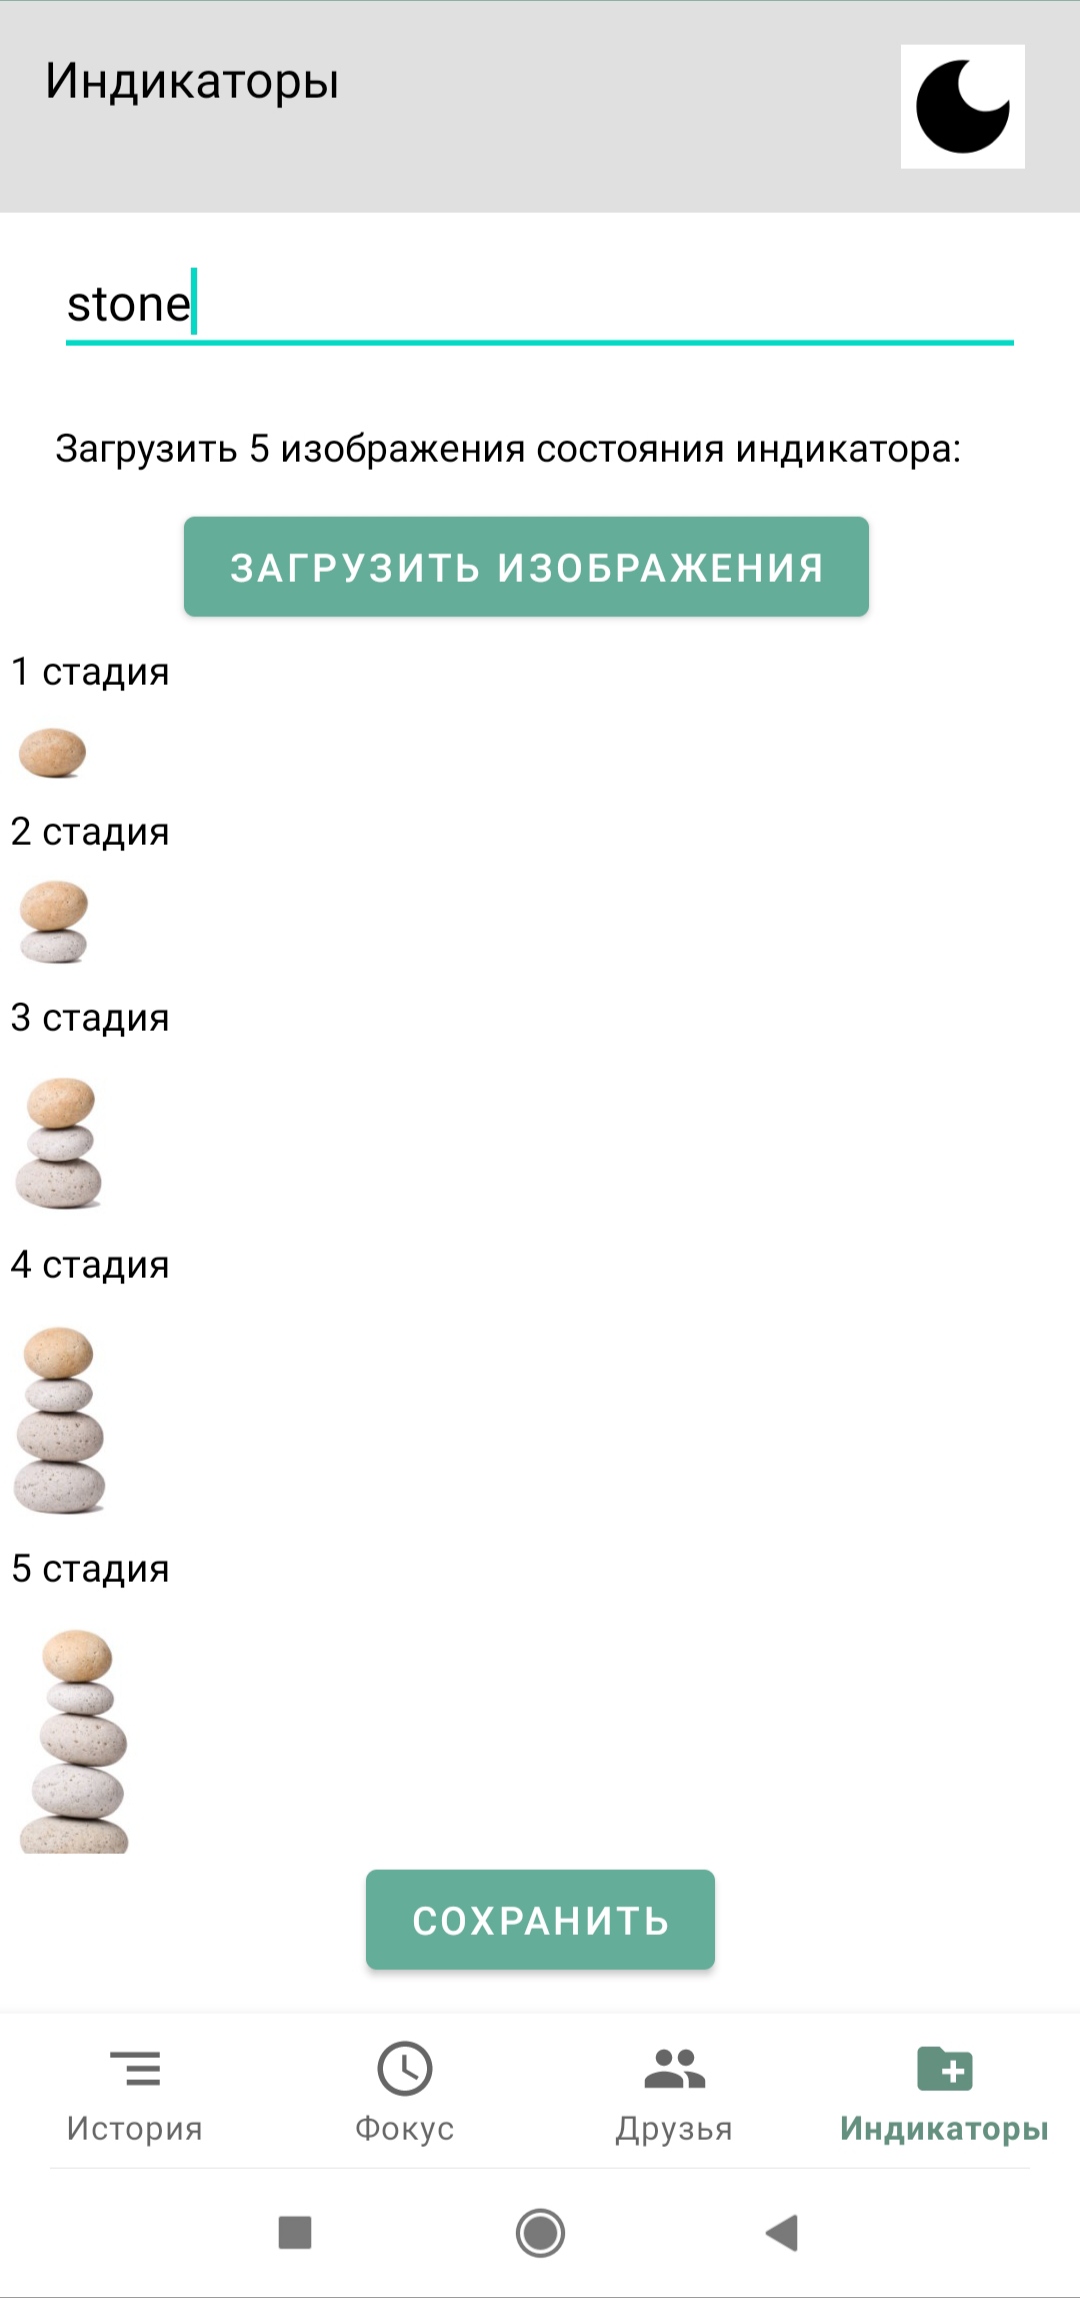 Индикаторы
stone
Загрузить 5 изображения состояния индикатора:
ЗАГРУЗИТЬ ИЗОБРАЖЕНИЯ
1 стадия
2 стадия
3 стадия
4 стадия
5 стадия
СОХРАНИТЬ
История Фокус Друзья Индикаторы